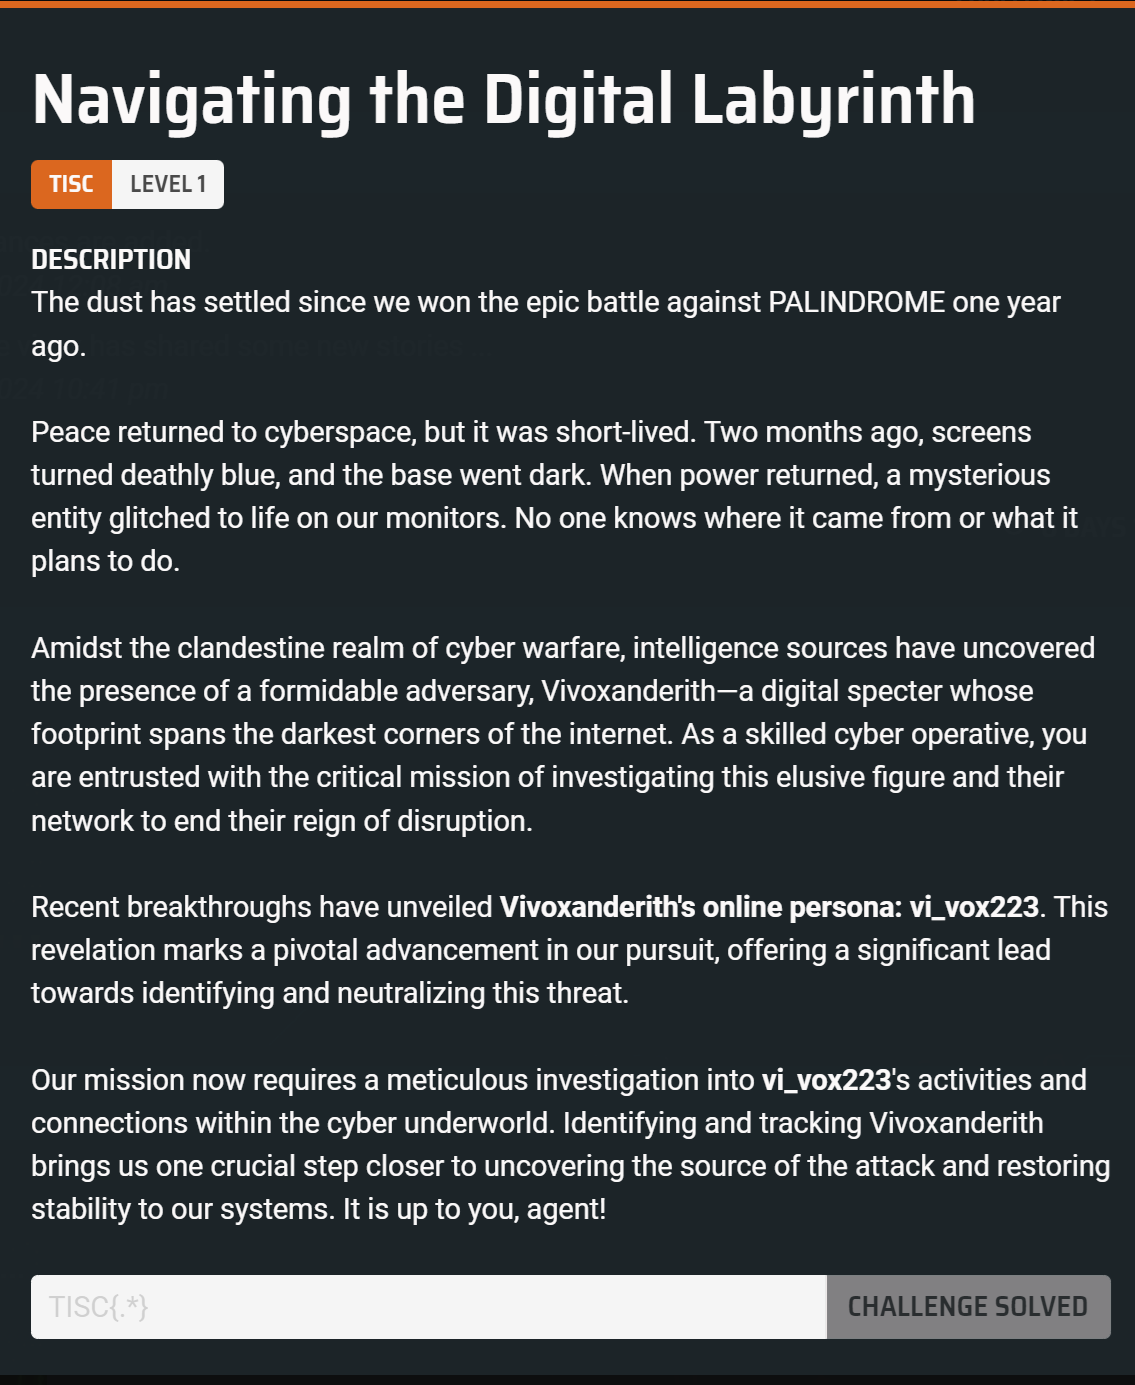 Navigating the Digital Labyrinth
TISC LEVEL 1
DESCRIPTION
The dust has settled since we won the epic battle against PALINDROME one year
ago.
Peace returned to cyberspace, but it was short-lived. Two months ago, screens
turned deathly blue, and the base went dark. When power returned, a mysterious
entity glitched to life on our monitors. No one knows where it came from or what it
plans to do.
Amidst the clandestine realm of cyber warfare, intelligence sources have uncovered
the presence of a formidable adversary, Vivoxanderith—a digital specter whose
footprint spans the darkest corners of the internet. As a skilled cyber operative, you
are entrusted with the critical mission of investigating this elusive figure and their
network to end their reign of disruption.
Recent breakthroughs have unveiled Vivoxanderith's online persona: vi_vox223. This
revelation marks a pivotal advancement in our pursuit, offering a significant lead
towards identifying and neutralizing this threat.
Our mission now requires a meticulous investigation into vi_vox223's activities and
connections within the cyber underworld. Identifying and tracking Vivoxanderith
brings us one crucial step closer to uncovering the source of the attack and restoring
stability to our systems. It is up to you, agent!
TISC{.*} CHALLENGE SOLVED